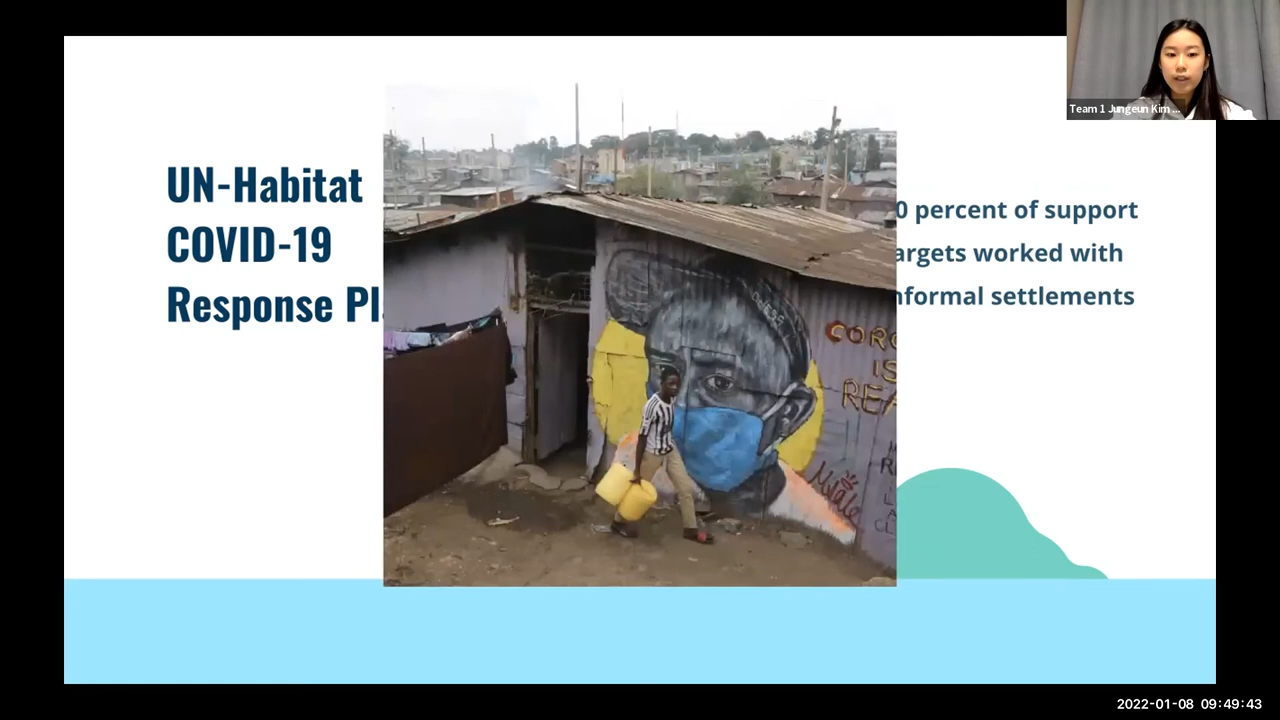 Team 1 Jungeun Kim ...
UN-Habitat
COVID-19
Response Pl
0 percent of support
argets worked with
nformal settlements
CORO
IS
REA
2022-01-08 09:49:43